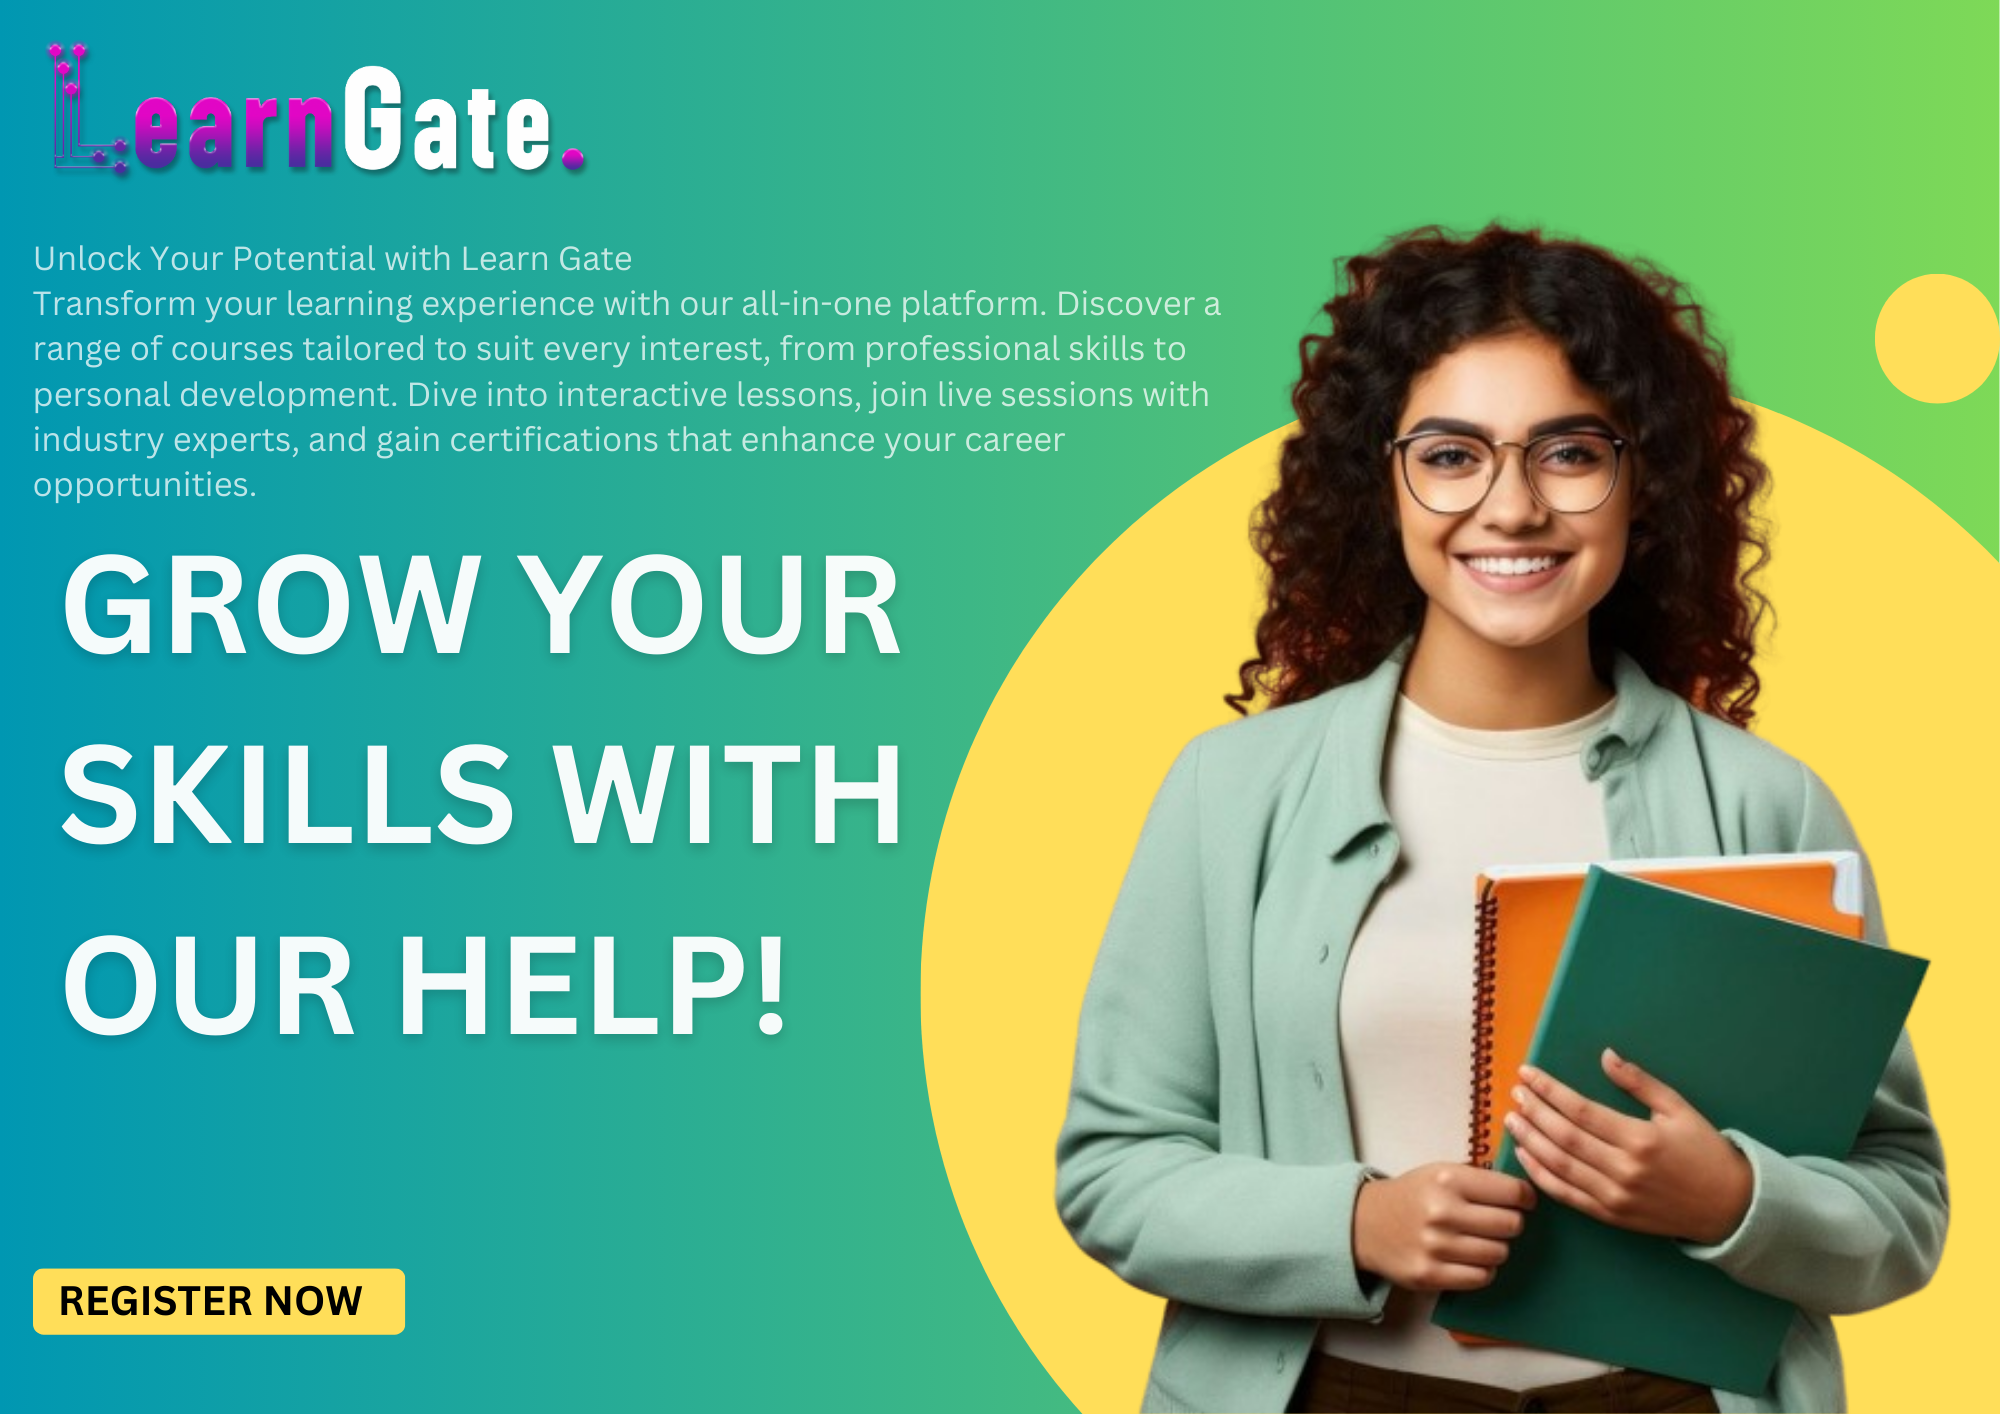 LearnGate.
Unlock Your Potential with Learn Gate
Transform your learning experience with our all-in-one platform. Discover a
range of courses tailored to suit every interest, from professional skills to
personal development. Dive into interactive lessons, join live sessions with
industry experts, and gain certifications that enhance your career
opportunities.
GROW YOUR
SKILLS WITH
OUR HELP!
REGISTER NOW